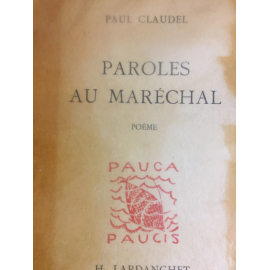 PAUL CLAUDEL
PAROLES
AU MARÉCHAL
POÈME
PAUCA
PAUCIS
H. LARDANCHET